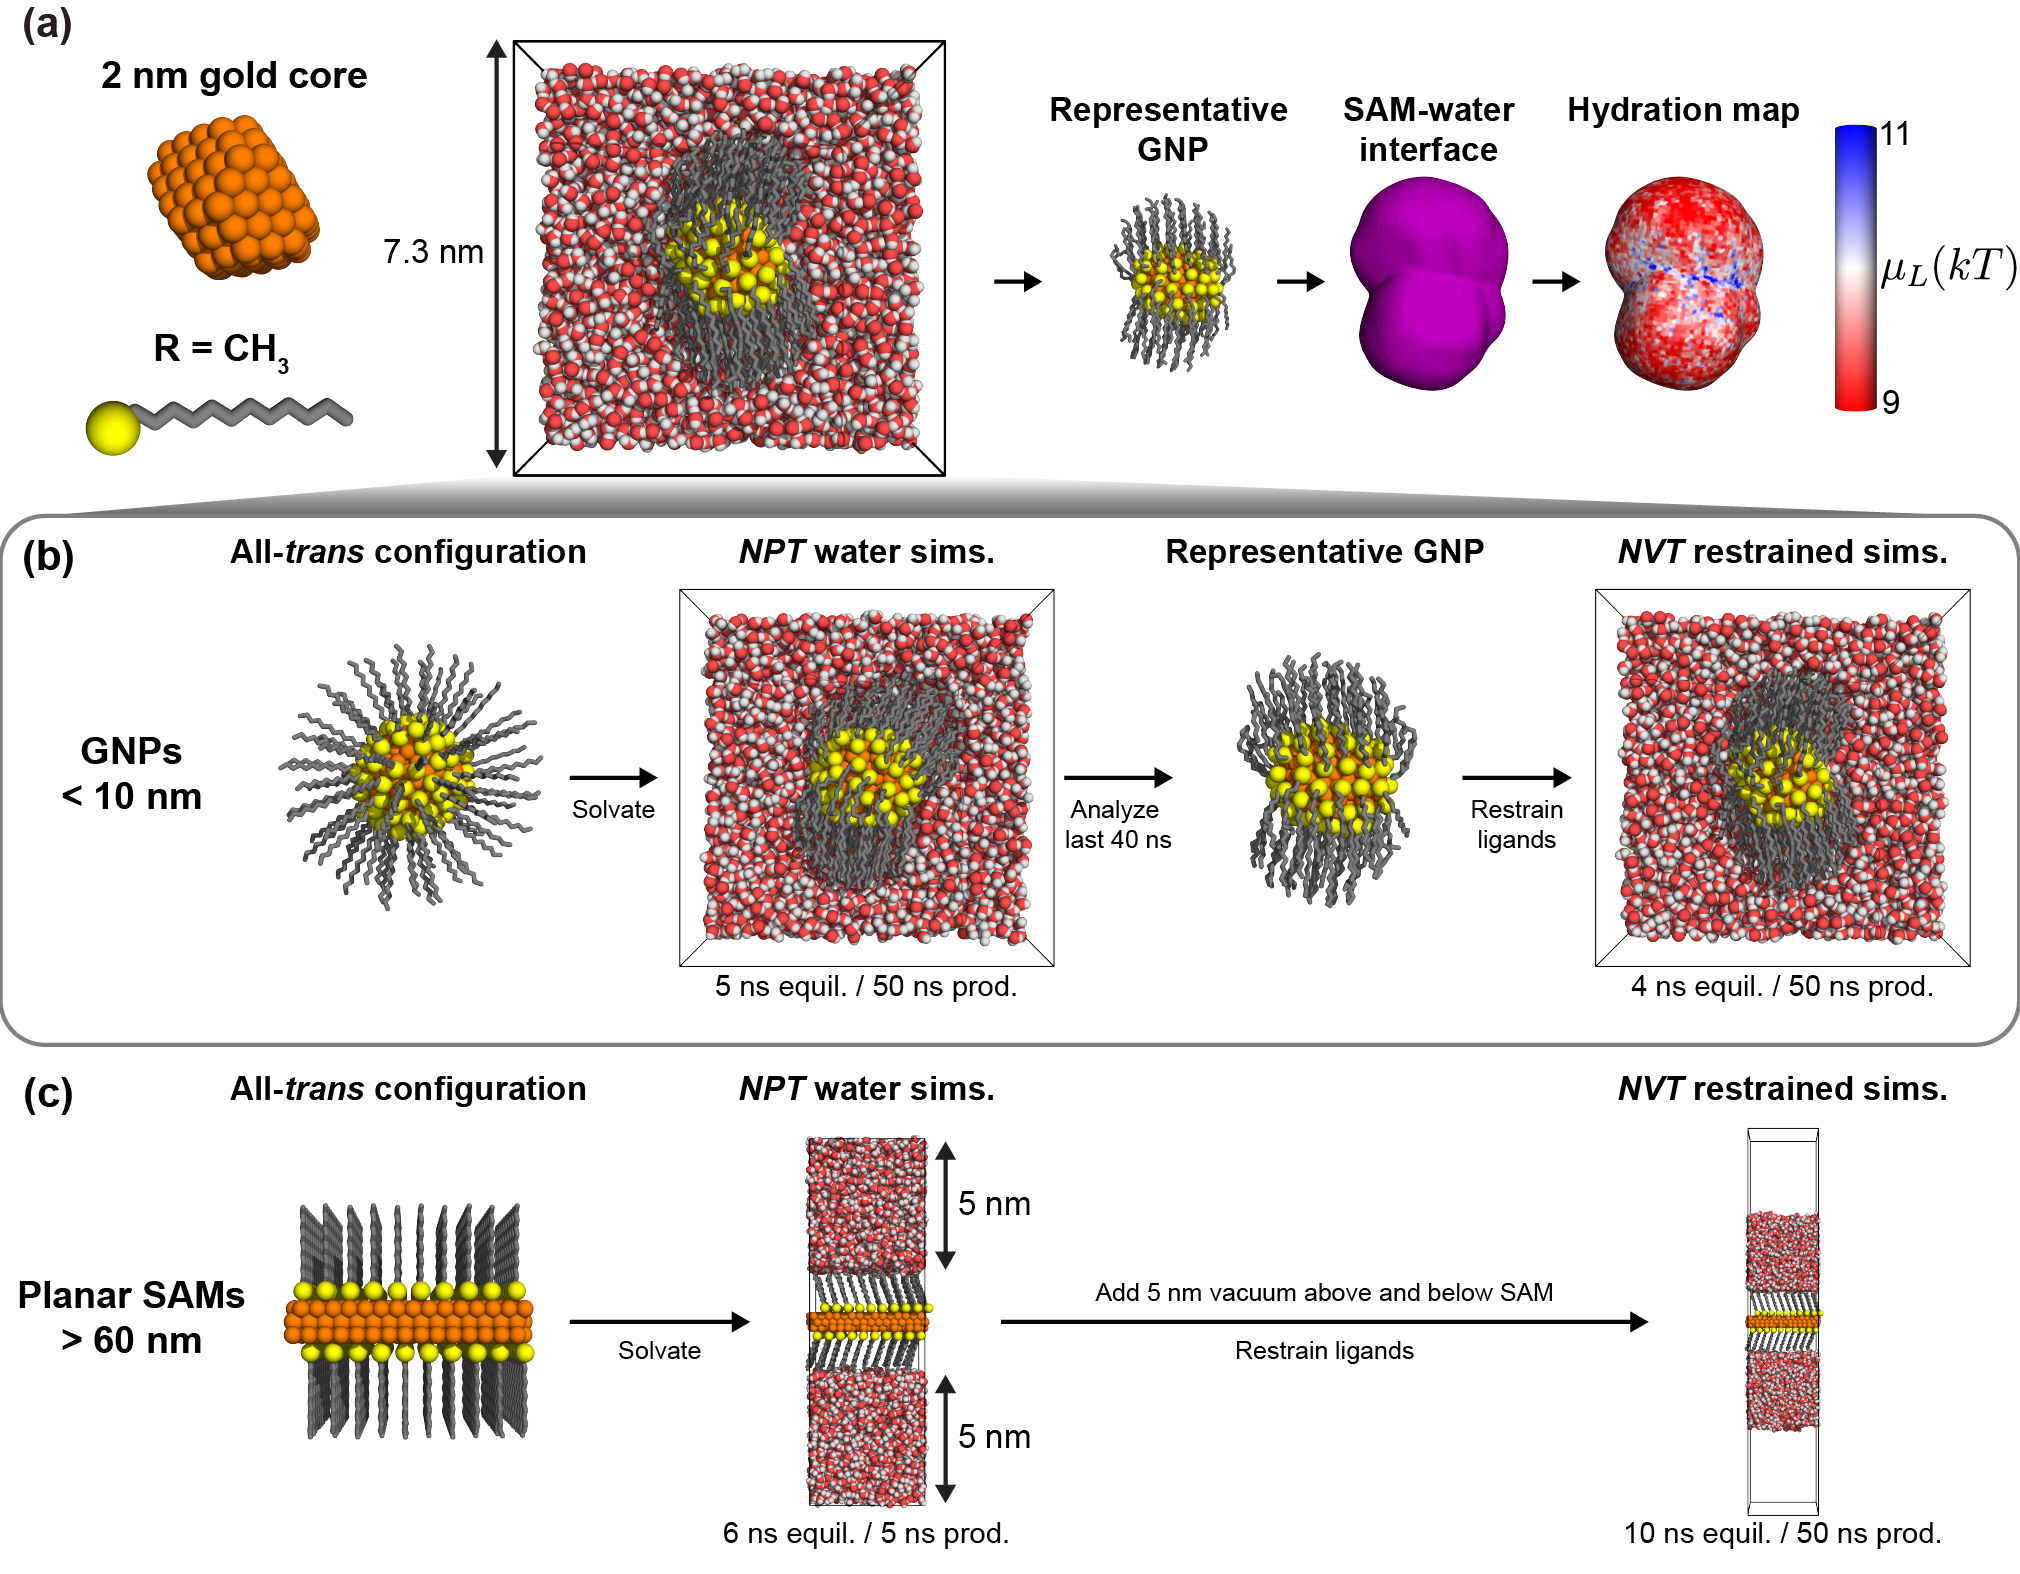 (a)
2 nm gold core
R = CH3
7.3 nm
Representative
GNP
SAM-water
interface
Hydration map
11
μL(kT)
9
(b)
All-trans configuration
NPT water sims.
Representative GNP
NVT restrained sims.
GNPs
< 10 nm
Solvate
Analyze
last 40 ns
Restrain
ligands
5 ns equil. / 50 ns prod.
4 ns equil. / 50 ns prod.
(c)
All-trans configuration
NPT water sims.
NVT restrained sims.
Planar SAMs
> 60 nm
Solvate
5 nm
5 nm
Add 5 nm vacuum above and below SAM
Restrain ligands
6 ns equil. / 5 ns prod.
10 ns equil. / 50 ns prod.